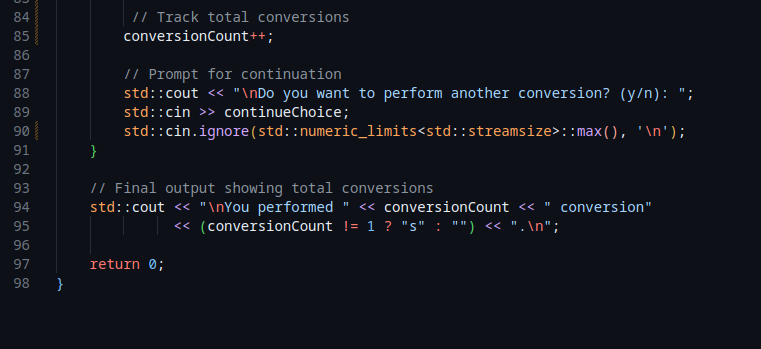 84 // Track total conversions
85 conversionCount++;
86
87 // Prompt for continuation
88 std::cout << "\nDo you want to perform another conversion? (y/n): ";
89 std::cin >> continueChoice;
90 std::cin.ignore(std::numeric_limits<std::streamsize>::max(), '\n');
91 }
92
93 // Final output showing total conversions
94 std::cout << "\nYou performed " << conversionCount << " conversion"
95 << (conversionCount != 1 ? "s" : "") << ".\n";
96
97 return 0;
98 }